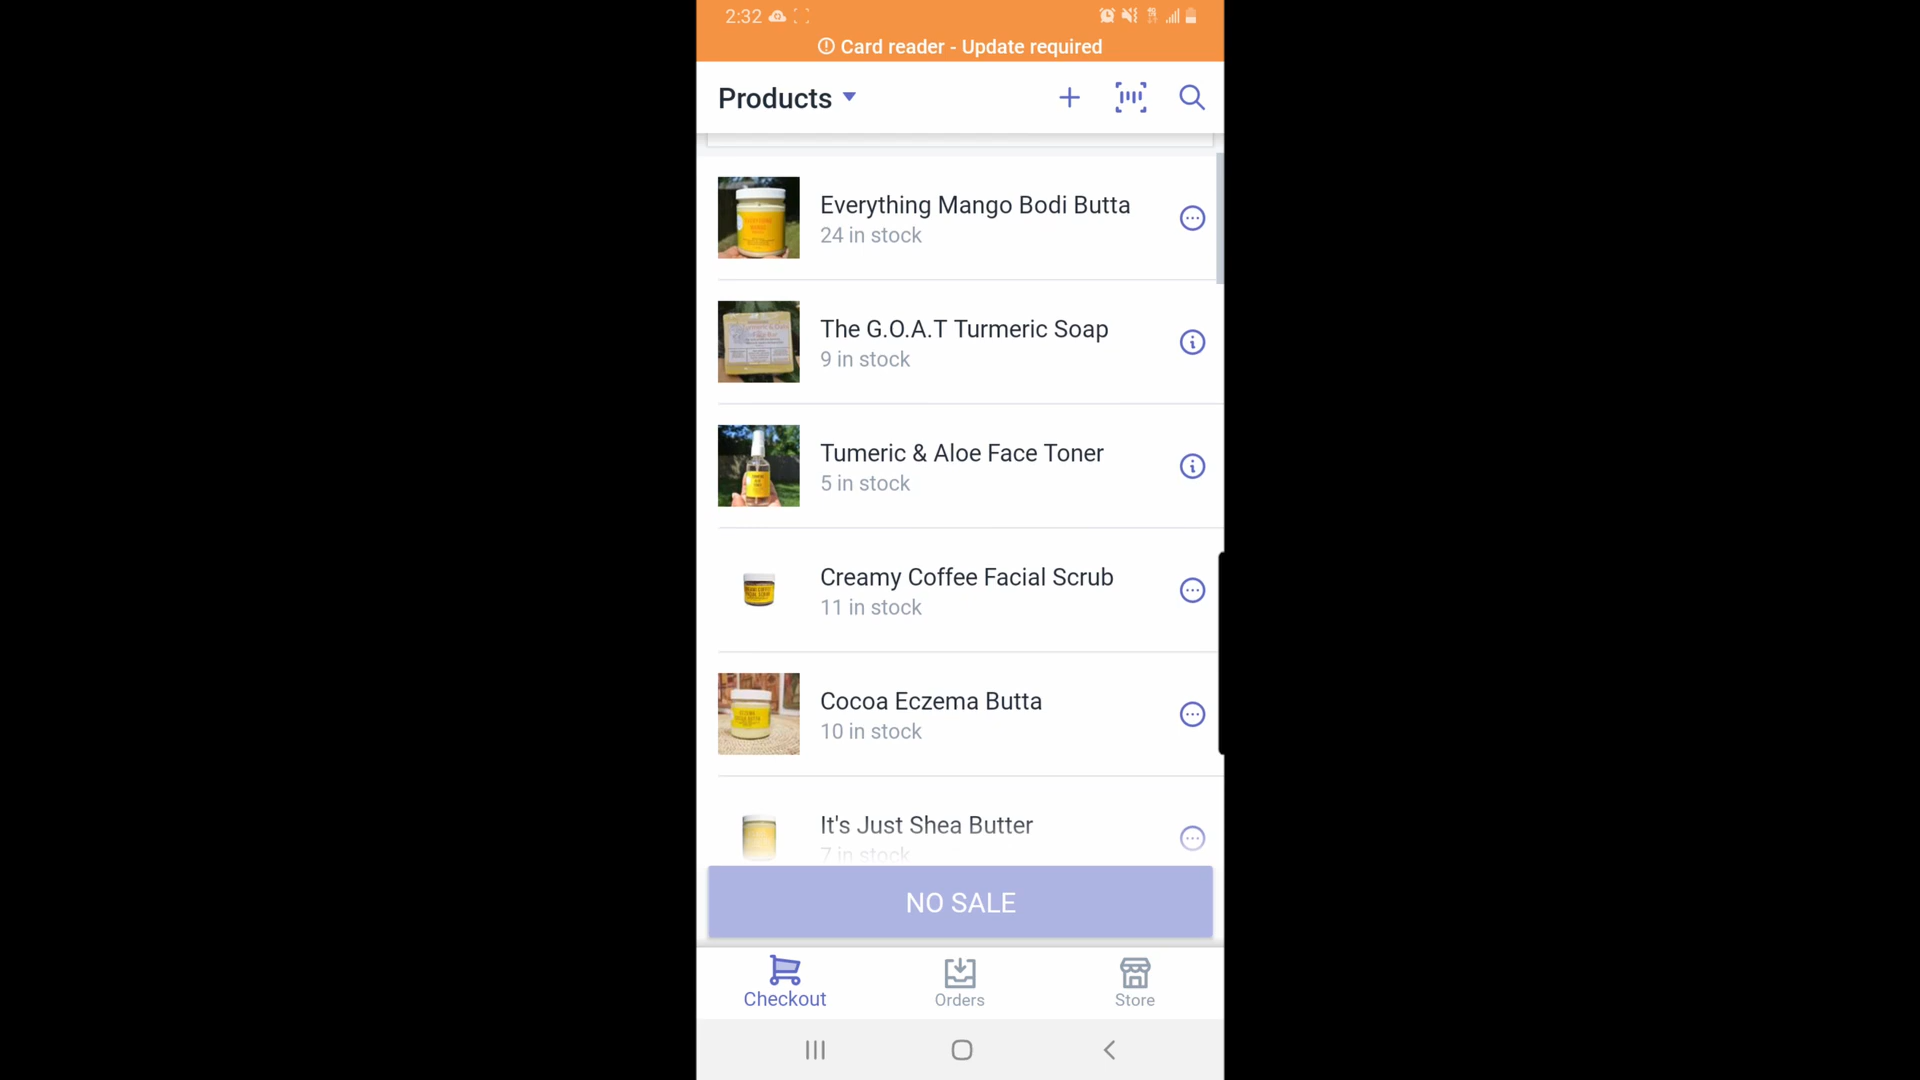 2:32
Card reader - Update required
Products
Everything Mango Bodi Butta
24 in stock
The G.O.A.T Turmeric Soap
9 in stock
Tumeric & Aloe Face Toner
5 in stock
Creamy Coffee Facial Scrub
11 in stock
Cocoa Eczema Butta
10 in stock
It's Just Shea Butter
7 in stock
NO SALE
Checkout
Orders
Store